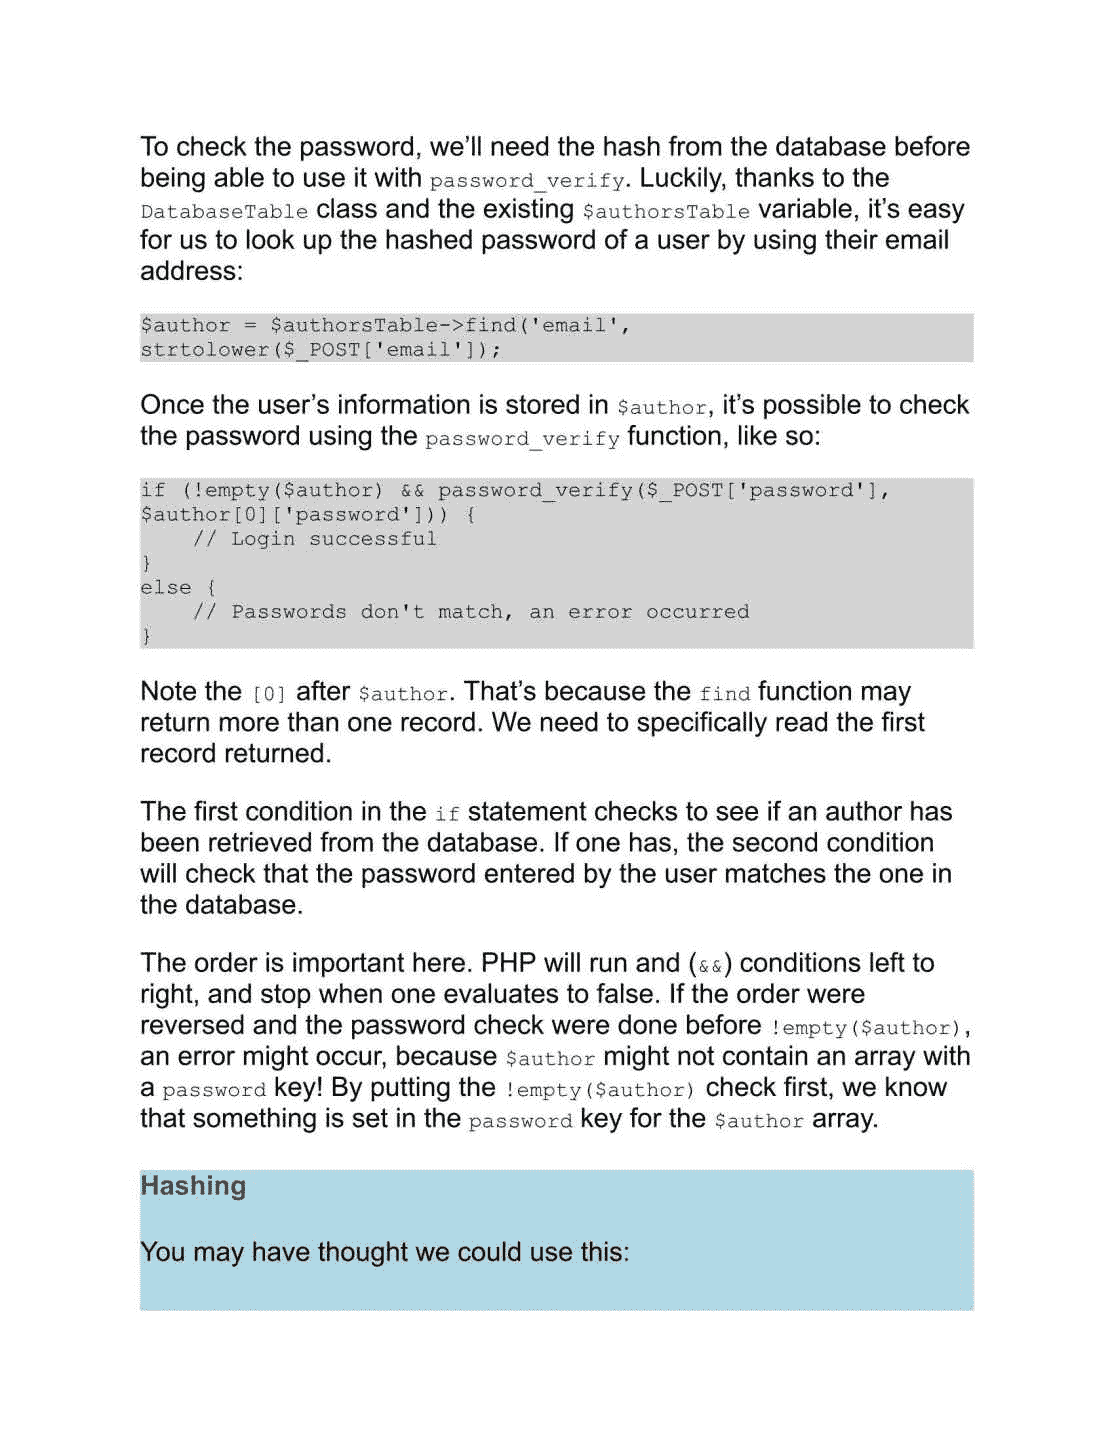 To check the password, we’ll need the hash from the database before
being able to use it with password_verify. Luckily, thanks to the
DatabaseTable class and the existing $authorsTable variable, it’s easy
for us to look up the hashed password of a user by using their email
address:
$author = $authorsTable->find('email',
strtolower($_POST['email']);
Once the user’s information is stored in $author, it’s possible to check
the password using the password_verify function, like so:
if (!empty($author) && password_verify($_POST['password'],
$author[0]['password'])) {
    // Login successful
}
else {
    // Passwords don't match, an error occurred
}
Note the [0] after $author. That’s because the find function may
return more than one record. We need to specifically read the first
record returned.
The first condition in the if statement checks to see if an author has
been retrieved from the database. If one has, the second condition
will check that the password entered by the user matches the one in
the database.
The order is important here. PHP will run and (&&) conditions left to
right, and stop when one evaluates to false. If the order were
reversed and the password check were done before !empty($author),
an error might occur, because $author might not contain an array with
a password key! By putting the !empty($author) check first, we know
that something is set in the password key for the $author array.
Hashing
You may have thought we could use this: